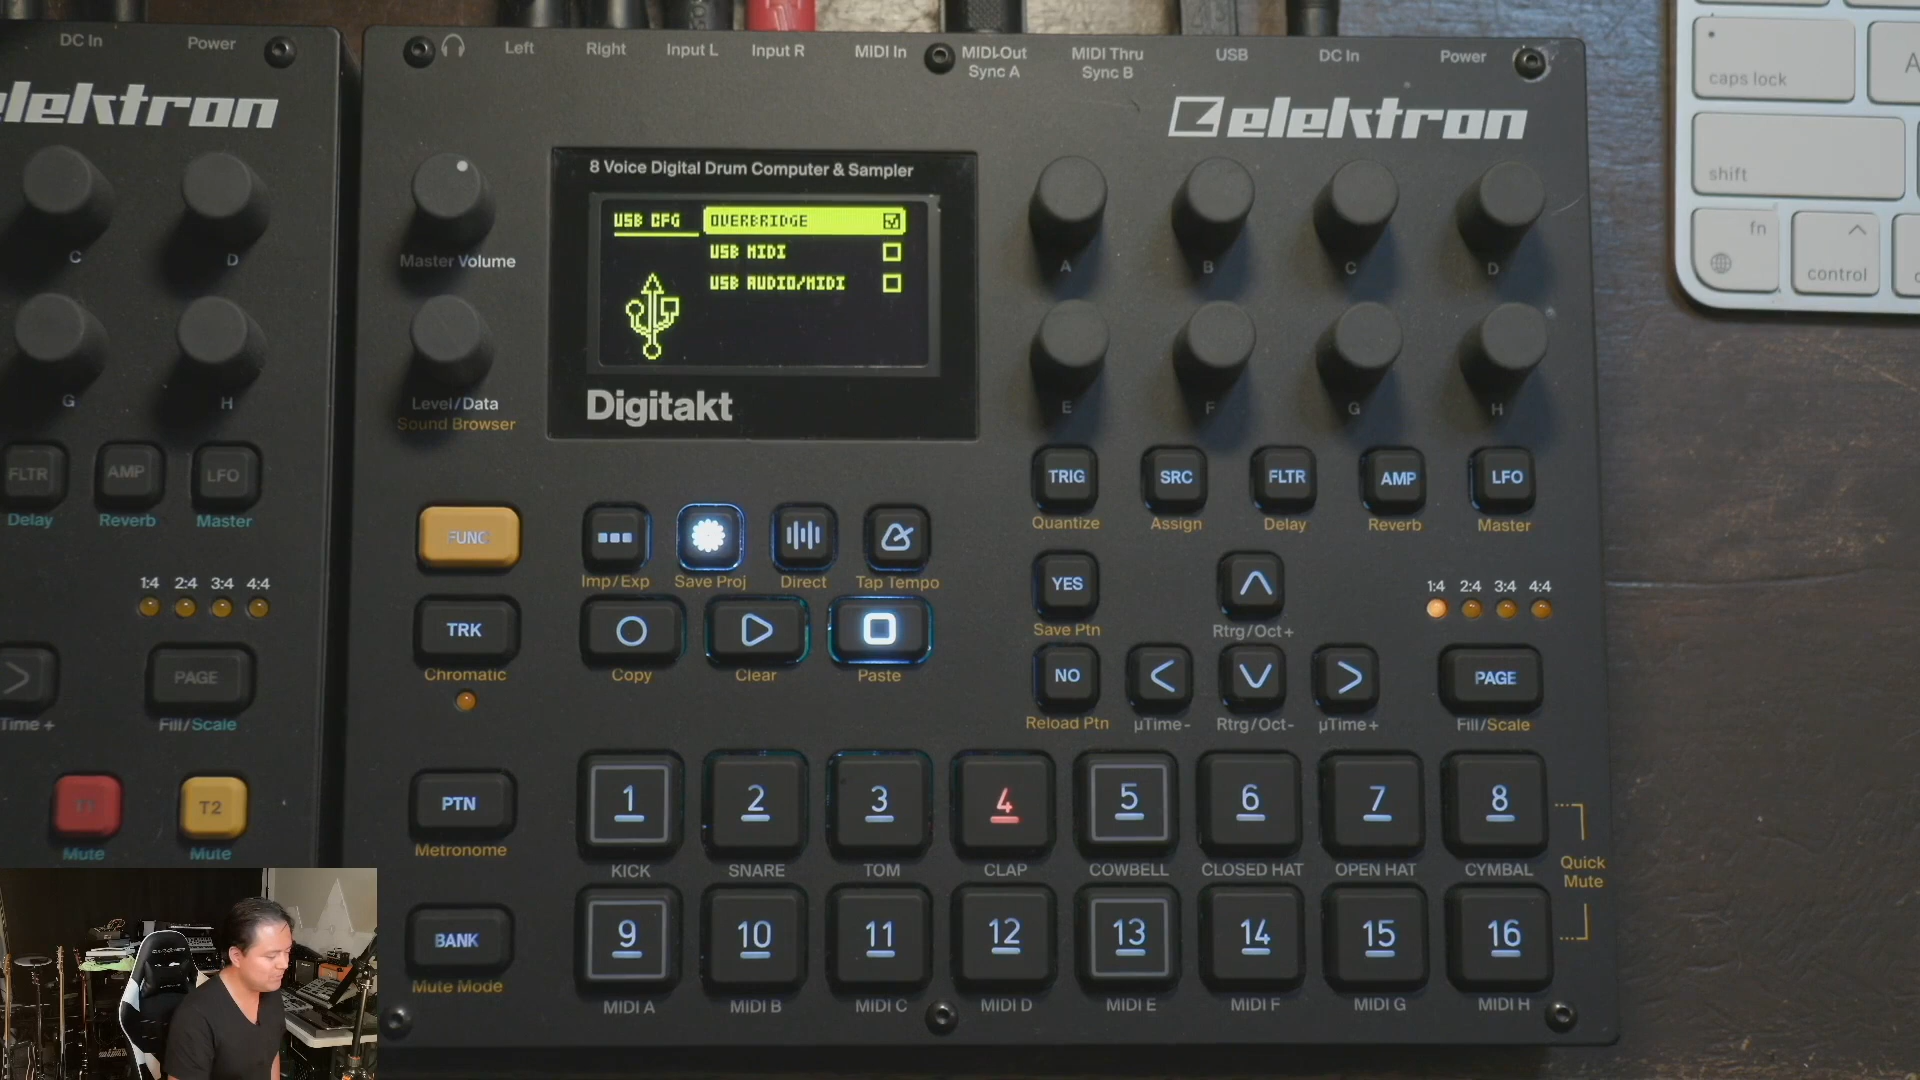 DC In
Power
elektron
C
D
G
H
FLTR
AMP
LFO
Delay
Reverb
Master
1:4
2:4
3:4
4:4
PAGE
Time +
Fill/Scale
T1
T2
Mute
Mute
Left
Right
Input L
Input R
MIDI In
MIDI Out
Sync A
MIDI Thru
Sync B
USB
DC In
Power
elektron
8 Voice Digital Drum Computer & Sampler
USB CFG
OVERBRIDGE
USB MIDI
USB AUDIO/MIDI
Digitakt
Master Volume
Level/Data
Sound Browser
A
B
C
D
E
F
G
H
TRIG
SRC
FLTR
AMP
LFO
Quantize
Assign
Delay
Reverb
Master
FUNC
Imp/Exp
Save Proj
Direct
Tap Tempo
TRK
Chromatic
Copy
Clear
Paste
YES
Save Ptn
Rtrg/Oct+
1:4
2:4
3:4
4:4
NO
PAGE
Reload Ptn
µTime-
Rtrg/Oct-
µTime+
Fill/Scale
PTN
Metronome
1
2
3
4
5
6
7
8
KICK
SNARE
TOM
CLAP
COWBELL
CLOSED HAT
OPEN HAT
CYMBAL
Quick
Mute
BANK
Mute Mode
9
10
11
12
13
14
15
16
MIDI A
MIDI B
MIDI C
MIDI D
MIDI E
MIDI F
MIDI G
MIDI H
caps lock
A
shift
fn
control